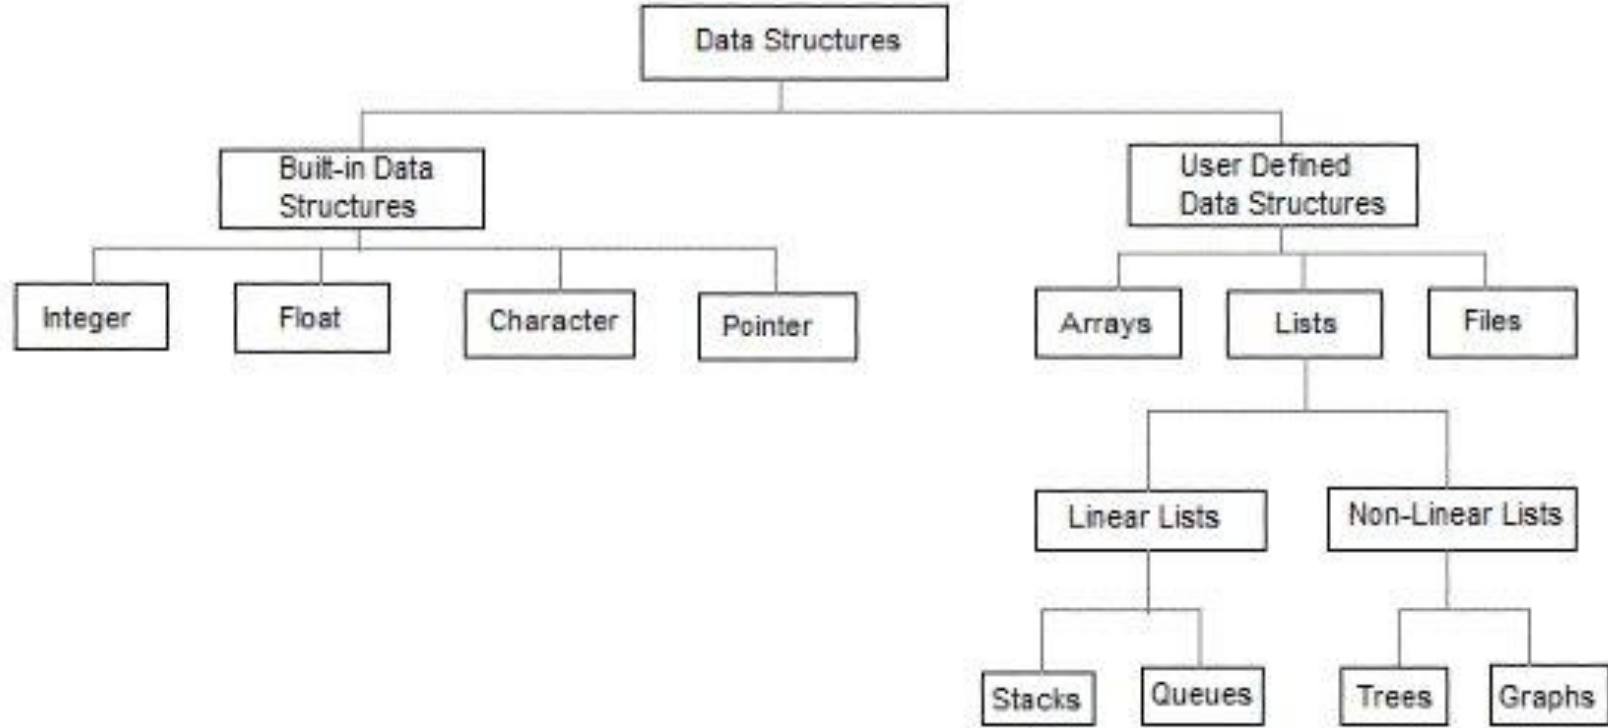 Data Structures
Built-in Data
Structures
User Defined
Data Structures
Integer
Float
Character
Pointer
Arrays
Lists
Files
Linear Lists
Non-Linear Lists
Stacks
Queues
Trees
Graphs